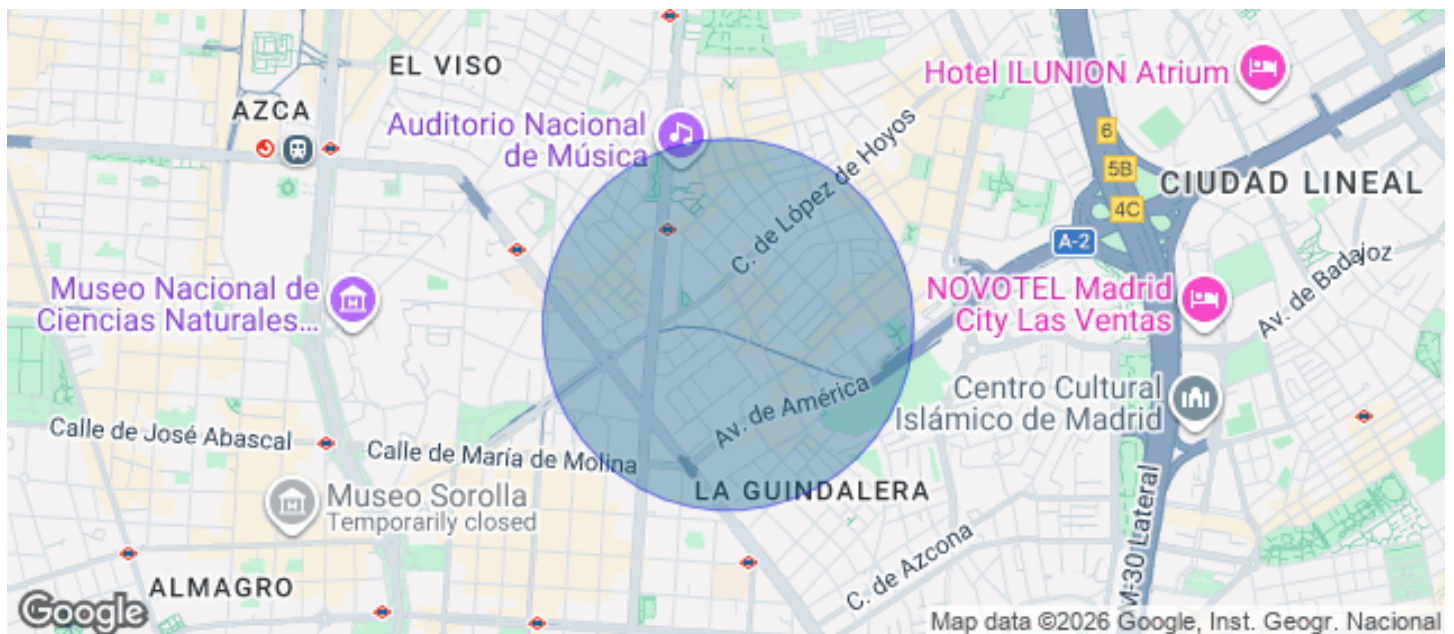 EL VISO
AZCA
Auditorio Nacional
de Música
C. de López de Hoyos
Hotel ILUNION Atrium
6
5B
4C
CIUDAD LINEAL
A-2
Museo Nacional de
Ciencias Naturales...
NOVOTEL Madrid
City Las Ventas
Av. de Badajoz
Centro Cultural
Islámico de Madrid
Av. de América
Calle de José Abascal
Calle de María de Molina
LA GUINDALERA
Museo Sorolla
Temporarily closed
M-30 Lateral
C. de Azcona
ALMAGRO
Google
Map data ©2026 Google, Inst. Geogr. Nacional